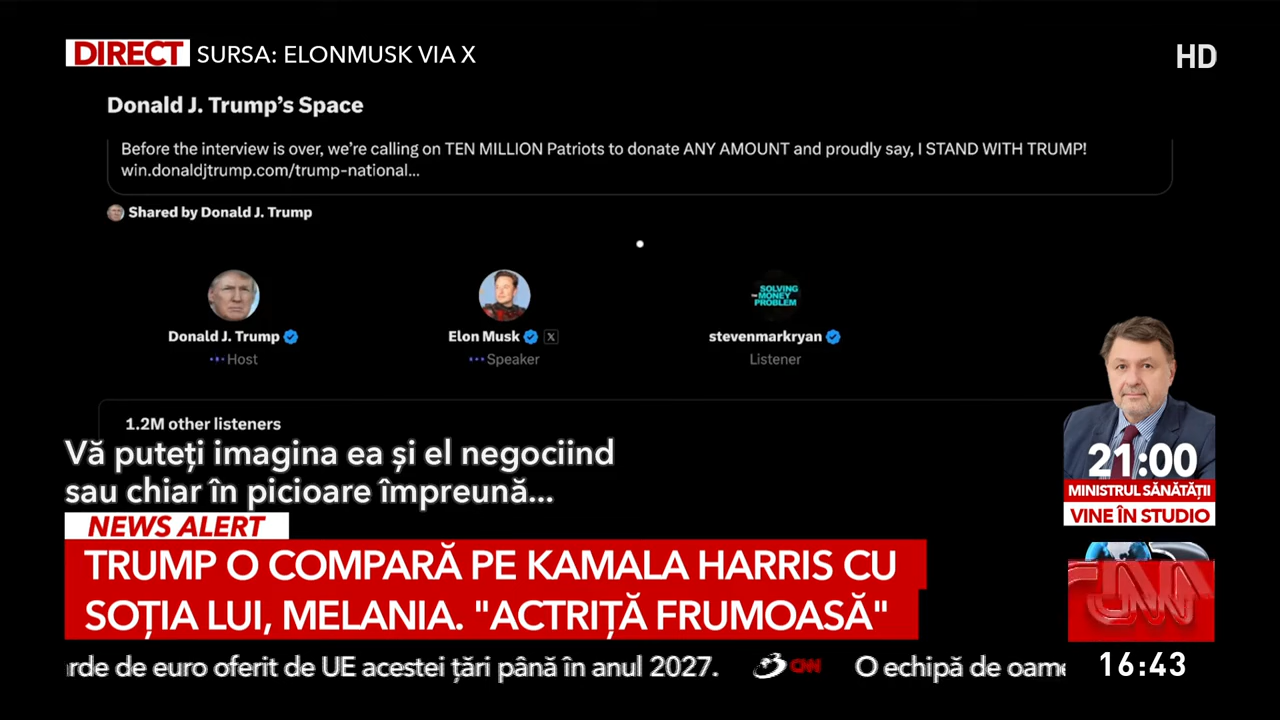 DIRECT SURSA: ELONMUSK VIA X
HD
Donald J. Trump's Space
Before the interview is over, we're calling on TEN MILLION Patriots to donate ANY AMOUNT and proudly say, I STAND WITH TRUMP!
win.donaldjtrump.com/trump-national...
Shared by Donald J. Trump
SOLVING
THE MONEY
PROBLEM
Donald J. Trump
Elon Musk X
stevenmarkryan
Host
Speaker
Listener
1.2M other listeners
Vă puteți imagina ea și el negociind
sau chiar în picioare împreună...
21:00
MINISTRUL SĂNĂTĂȚII
VINE ÎN STUDIO
NEWS ALERT
TRUMP O COMPARĂ PE KAMALA HARRIS CU
SOȚIA LUI, MELANIA. "ACTRIȚĂ FRUMOASĂ"
CNN
de euro oferit de UE acestei țări până în anul 2027. CNN O echipă de
16:43